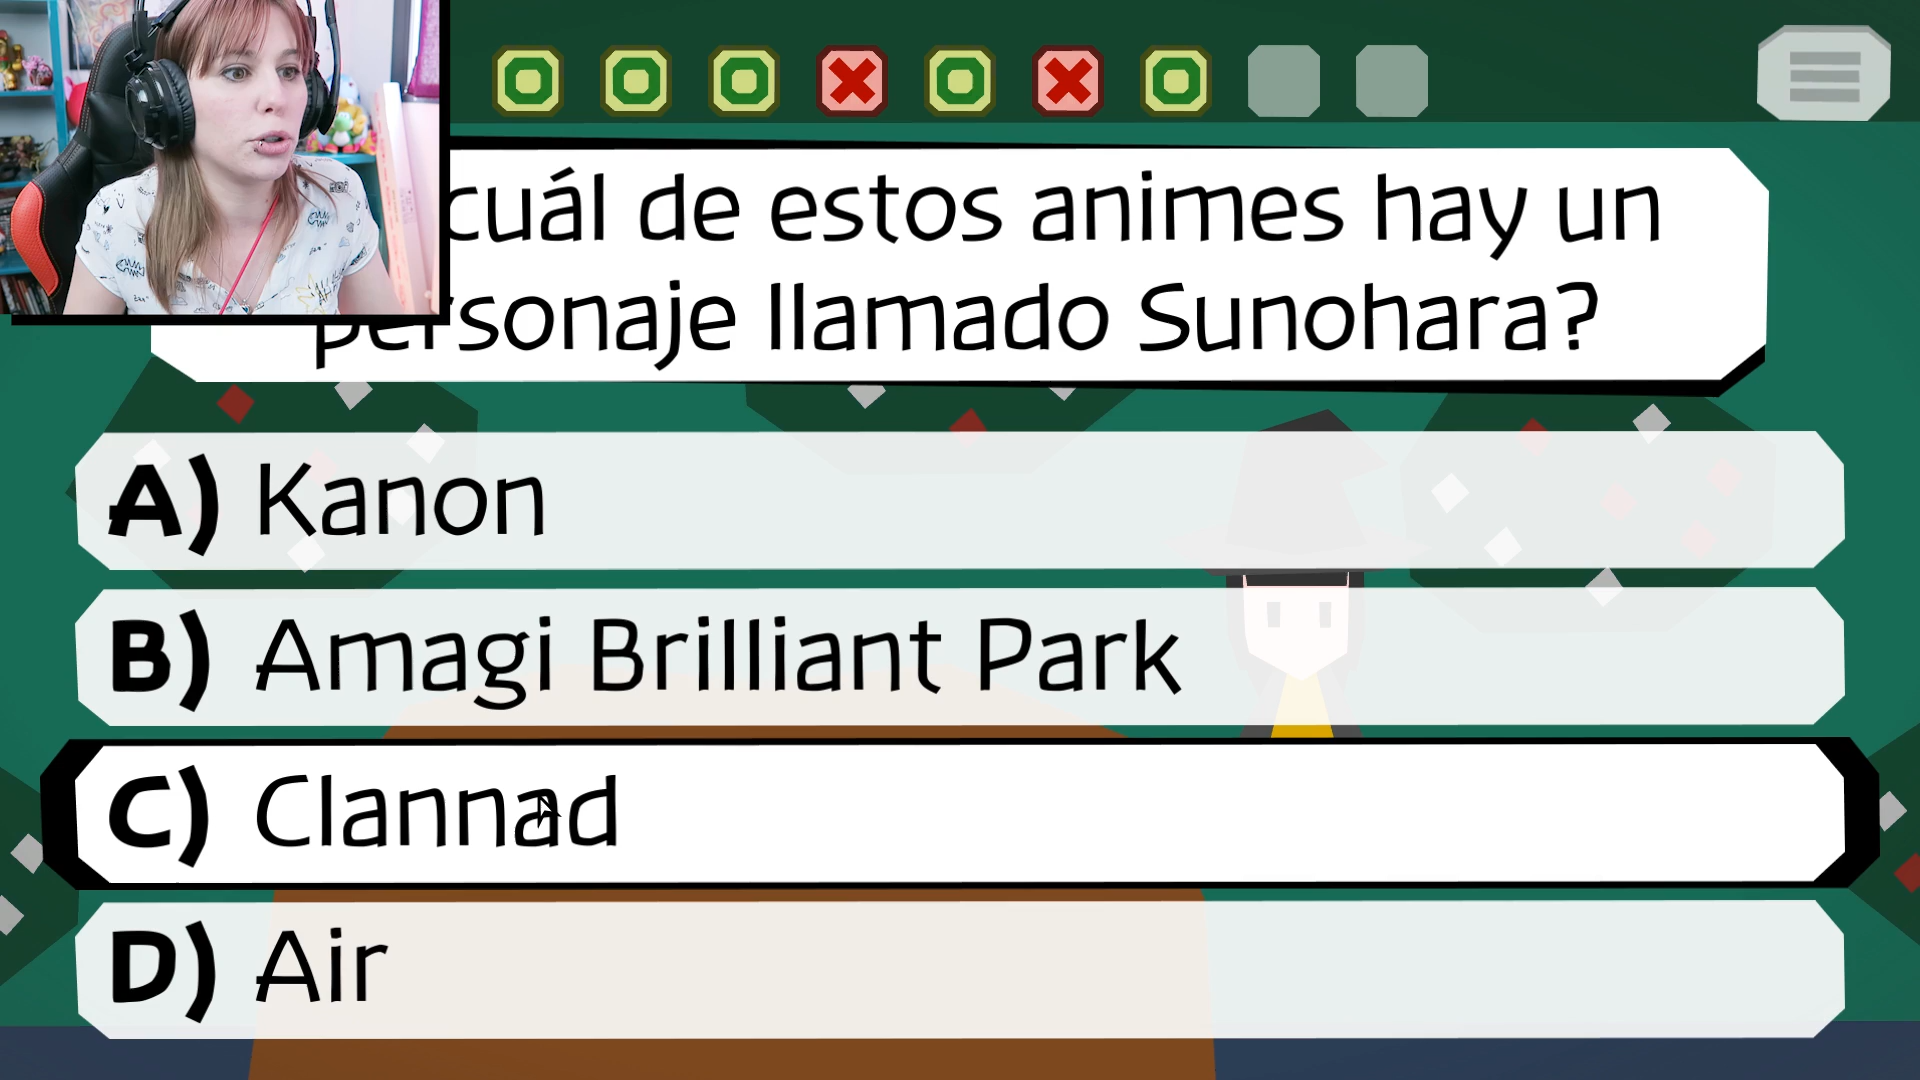 cuál de estos animes hay un
personaje llamado Sunohara?
A) Kanon
B) Amagi Brilliant Park
C) Clannad
D) Air